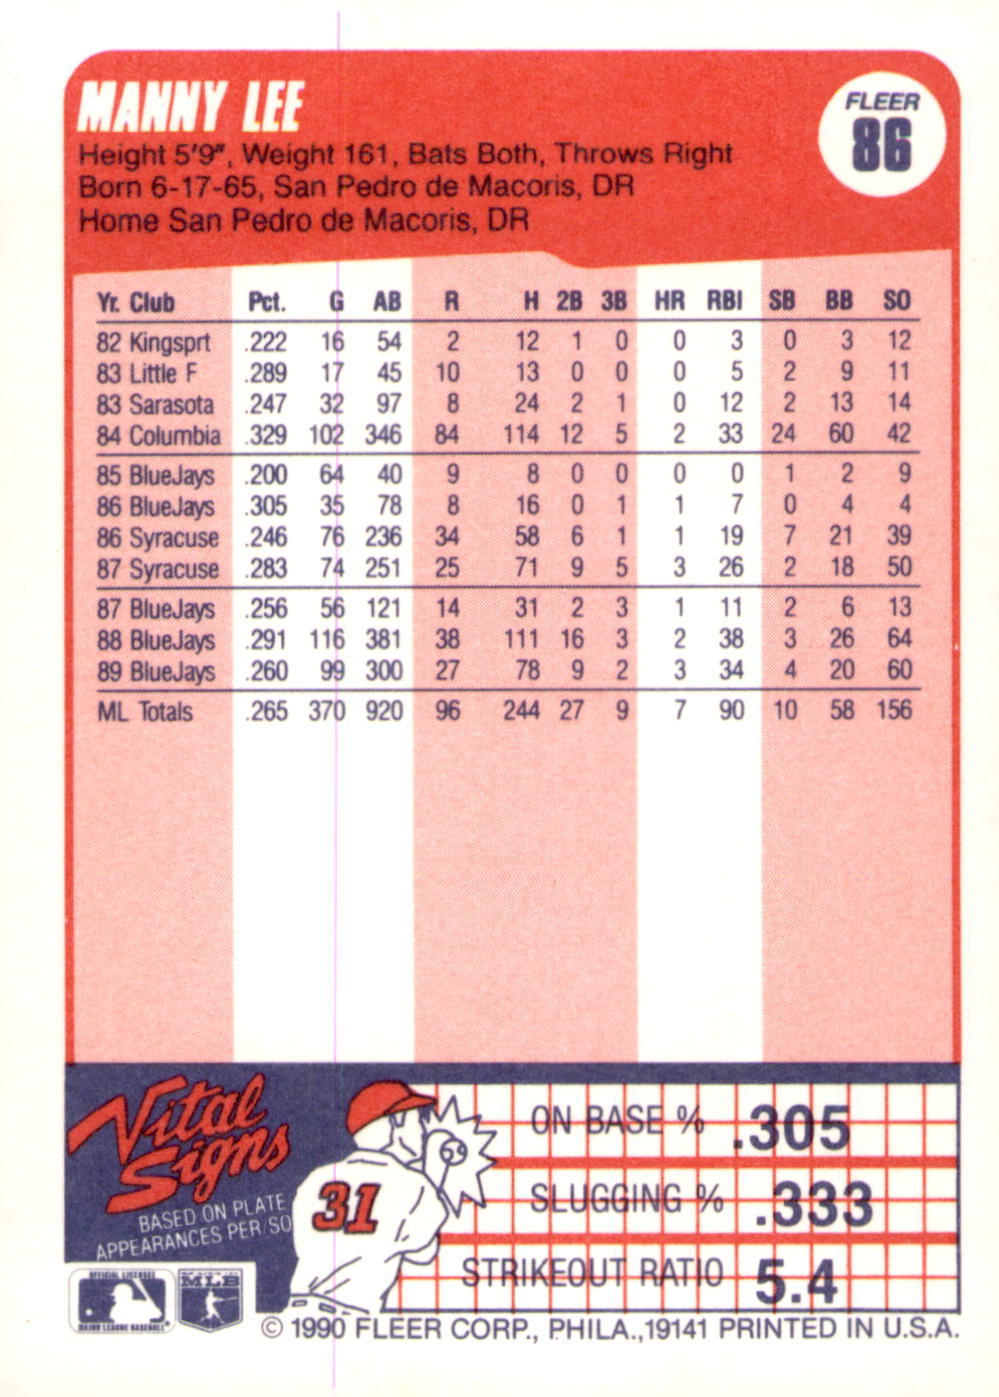 MANNY LEE
FLEER
86
Height 5'9", Weight 161, Bats Both, Throws Right
Born 6-17-65, San Pedro de Macoris, DR
Home San Pedro de Macoris, DR
Yr. Club Pct. G AB R H 2B 3B HR RBI SB BB SO
82 Kingsprt .222 16 54 2 12 1 0 0 3 0 3 12
83 Little F .289 17 45 10 13 0 0 0 5 2 9 11
83 Sarasota .247 32 97 8 24 2 1 0 12 2 13 14
84 Columbia .329 102 346 84 114 12 5 2 33 24 60 42
85 BlueJays .200 64 40 9 8 0 0 0 0 1 2 9
86 BlueJays .305 35 78 8 16 0 1 1 7 0 4 4
86 Syracuse .246 76 236 34 58 6 1 1 19 7 21 39
87 Syracuse .283 74 251 25 71 9 5 3 26 2 18 50
87 BlueJays .256 56 121 14 31 2 3 1 11 2 6 13
88 BlueJays .291 116 381 38 111 16 3 2 38 3 26 64
89 BlueJays .260 99 300 27 78 9 2 3 34 4 20 60
ML Totals .265 370 920 96 244 27 9 7 90 10 58 156
Vital
Signs
BASED ON PLATE
APPEARANCES PER/SO
31
ON BASE % .305
SLUGGING % .333
STRIKEOUT RATIO 5.4
OFFICIAL LICENSEE
MAJOR LEAGUE BASEBALL
MLB
© 1990 FLEER CORP., PHILA.,19141 PRINTED IN U.S.A.